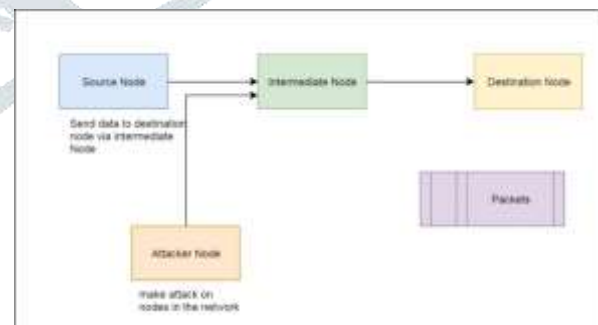 Source Node
Intermediate Node
Destination Node
Send data to destination
node via intermediate
Node
Packets
Attacker Node
make attack on
nodes in the network